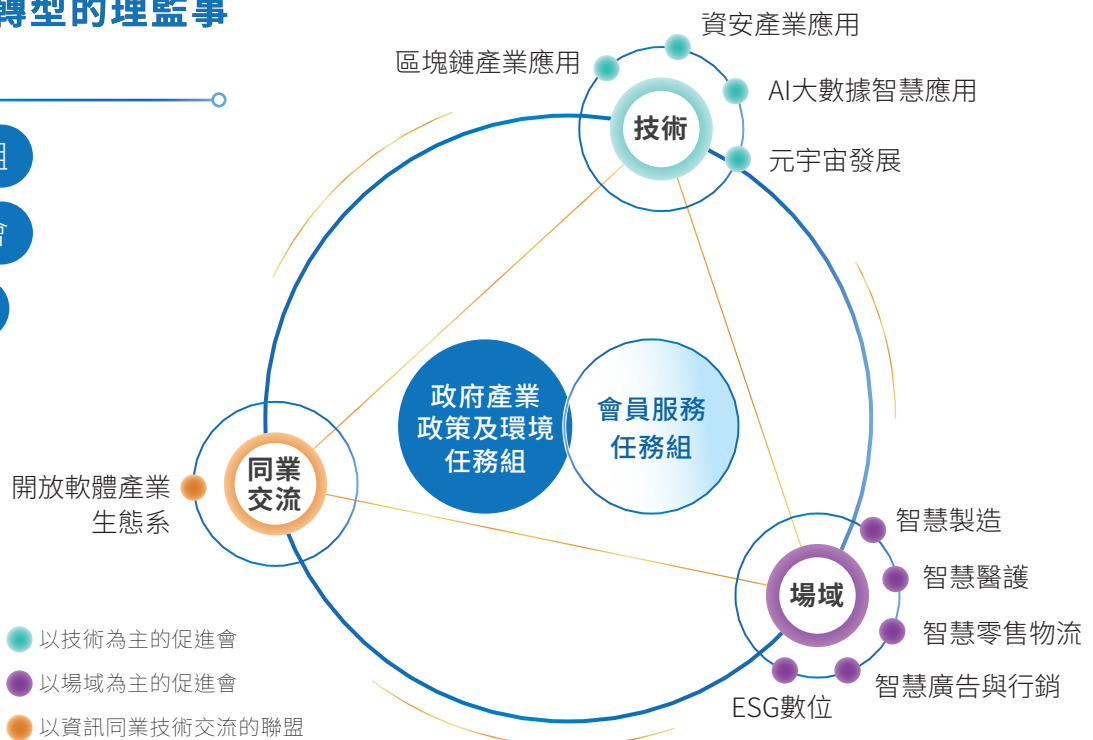 轉型的理監事
組
會
區塊鏈產業應用
資安產業應用
AI大數據智慧應用
元宇宙發展
技術
政府產業
政策及環境
任務組
會員服務
任務組
同業
交流
開放軟體產業
生態系
場域
智慧製造
智慧醫護
智慧零售物流
智慧廣告與行銷
ESG數位
以技術為主的促進會
以場域為主的促進會
以資訊同業技術交流的聯盟